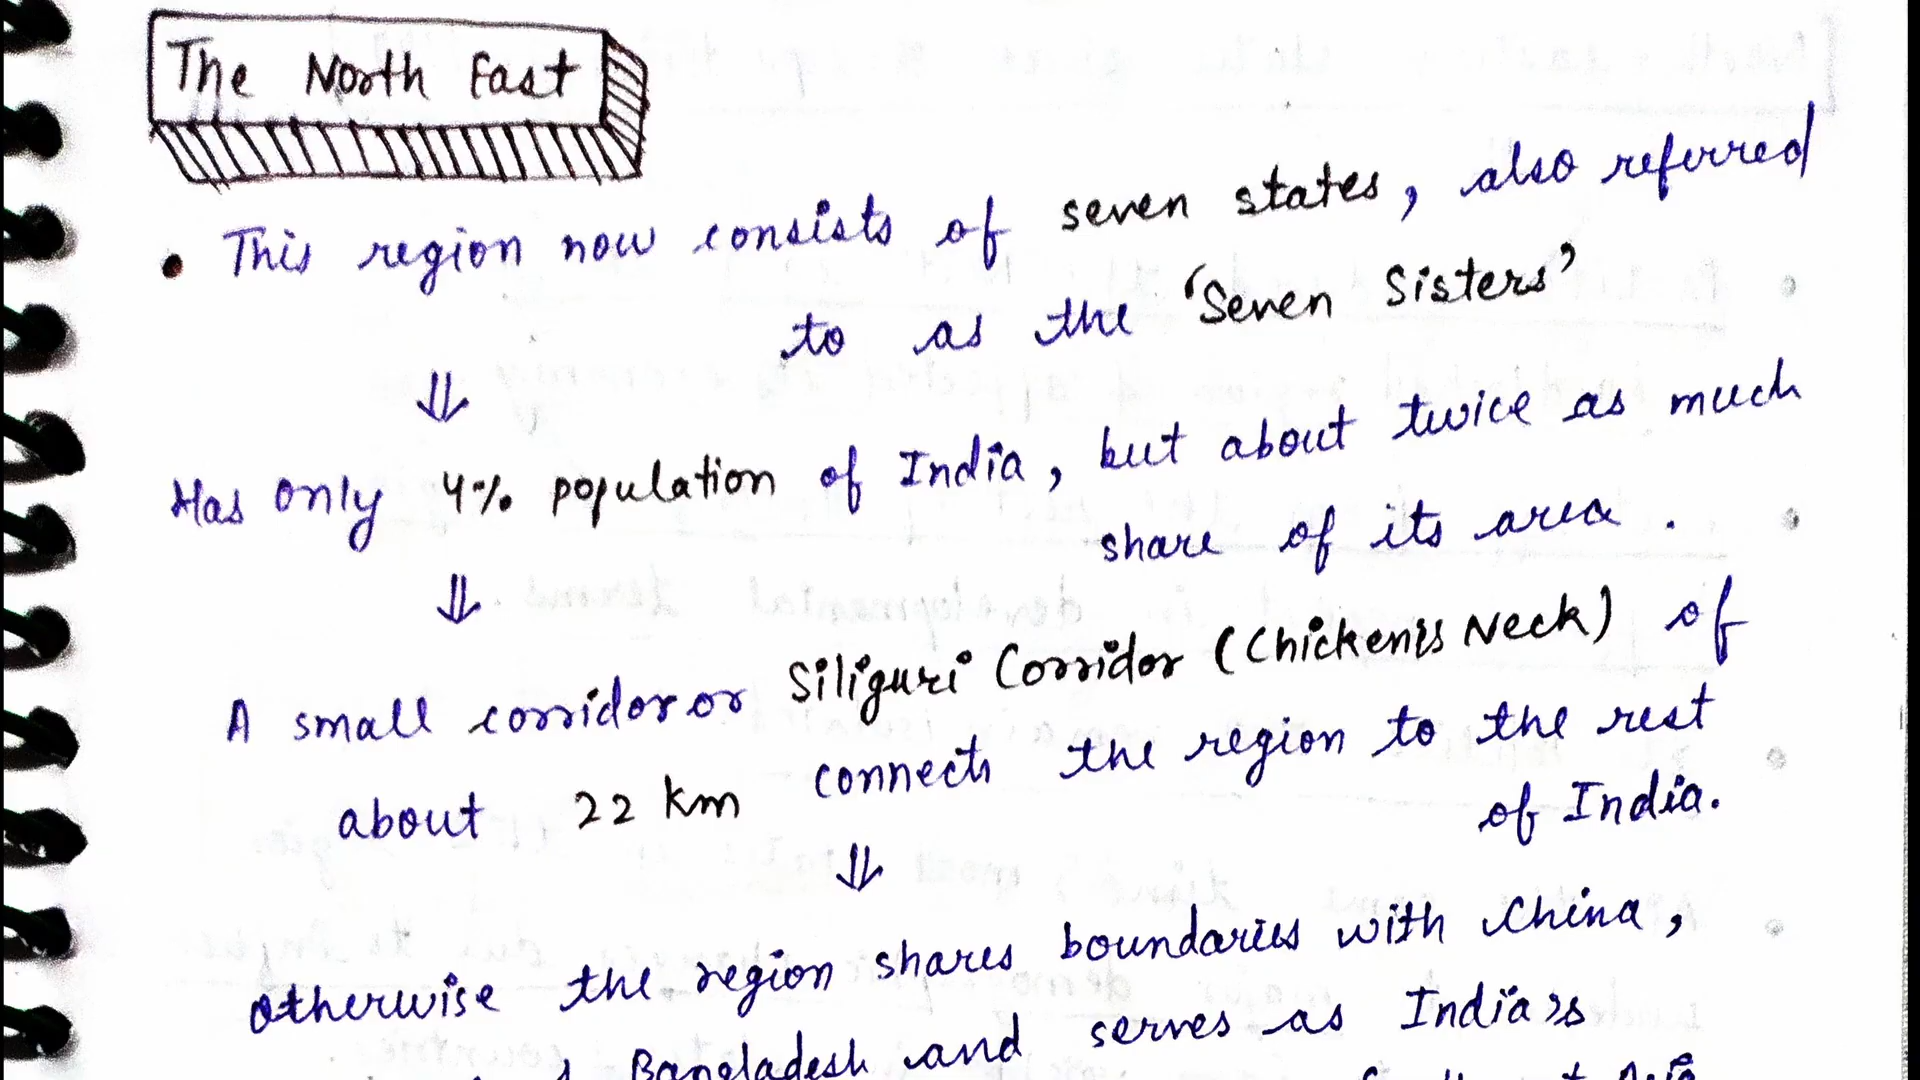 The North East
• This region now consists of seven states, also referred
to as the 'Seven Sisters'
⇓
Has only 4% population of India, but about twice as much
share of its area.
⇓
A small corridor or Siliguri Corridor (Chicken's Neck) of
about 22 km connects the region to the rest
of India.
⇓
otherwise the region shares boundaries with China,
Bangladesh and serves as India's